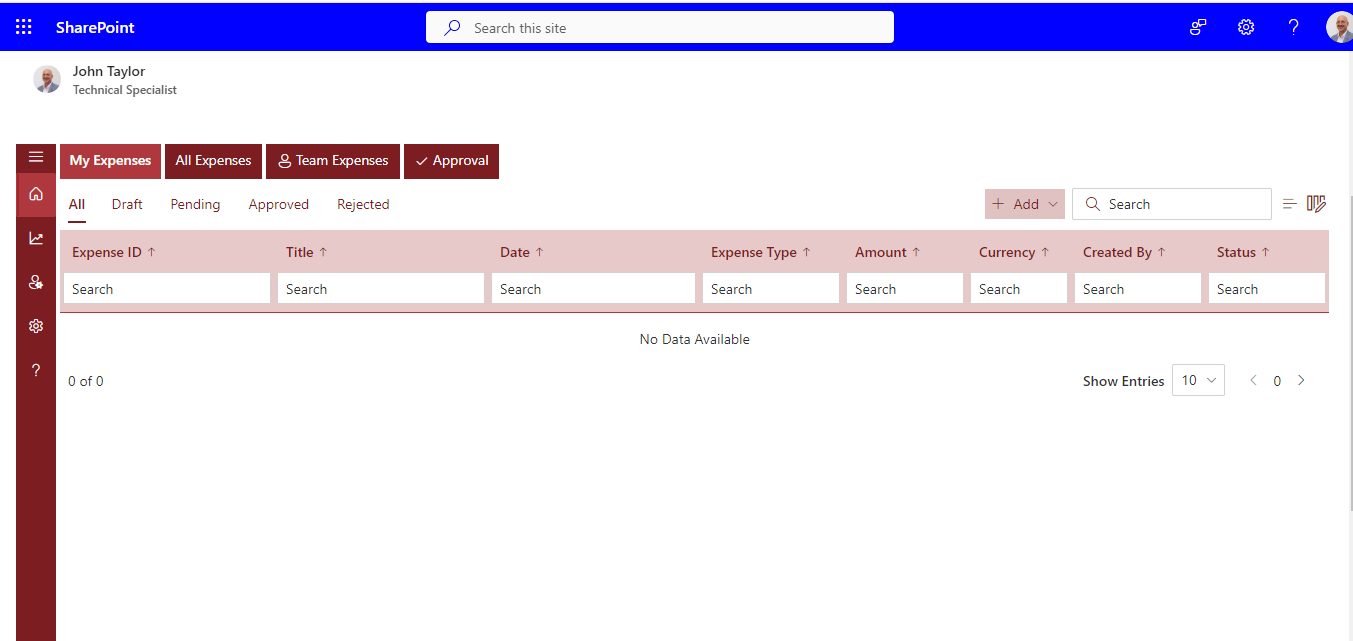 SharePoint
Search this site
?
John Taylor
Technical Specialist
My Expenses All Expenses Team Expenses Approval
All Draft Pending Approved Rejected
+ Add Search
Expense ID ↑ Title ↑ Date ↑ Expense Type ↑ Amount ↑ Currency ↑ Created By ↑ Status ↑
Search Search Search Search Search Search Search Search
No Data Available
?
0 of 0 Show Entries 10 < 0 >